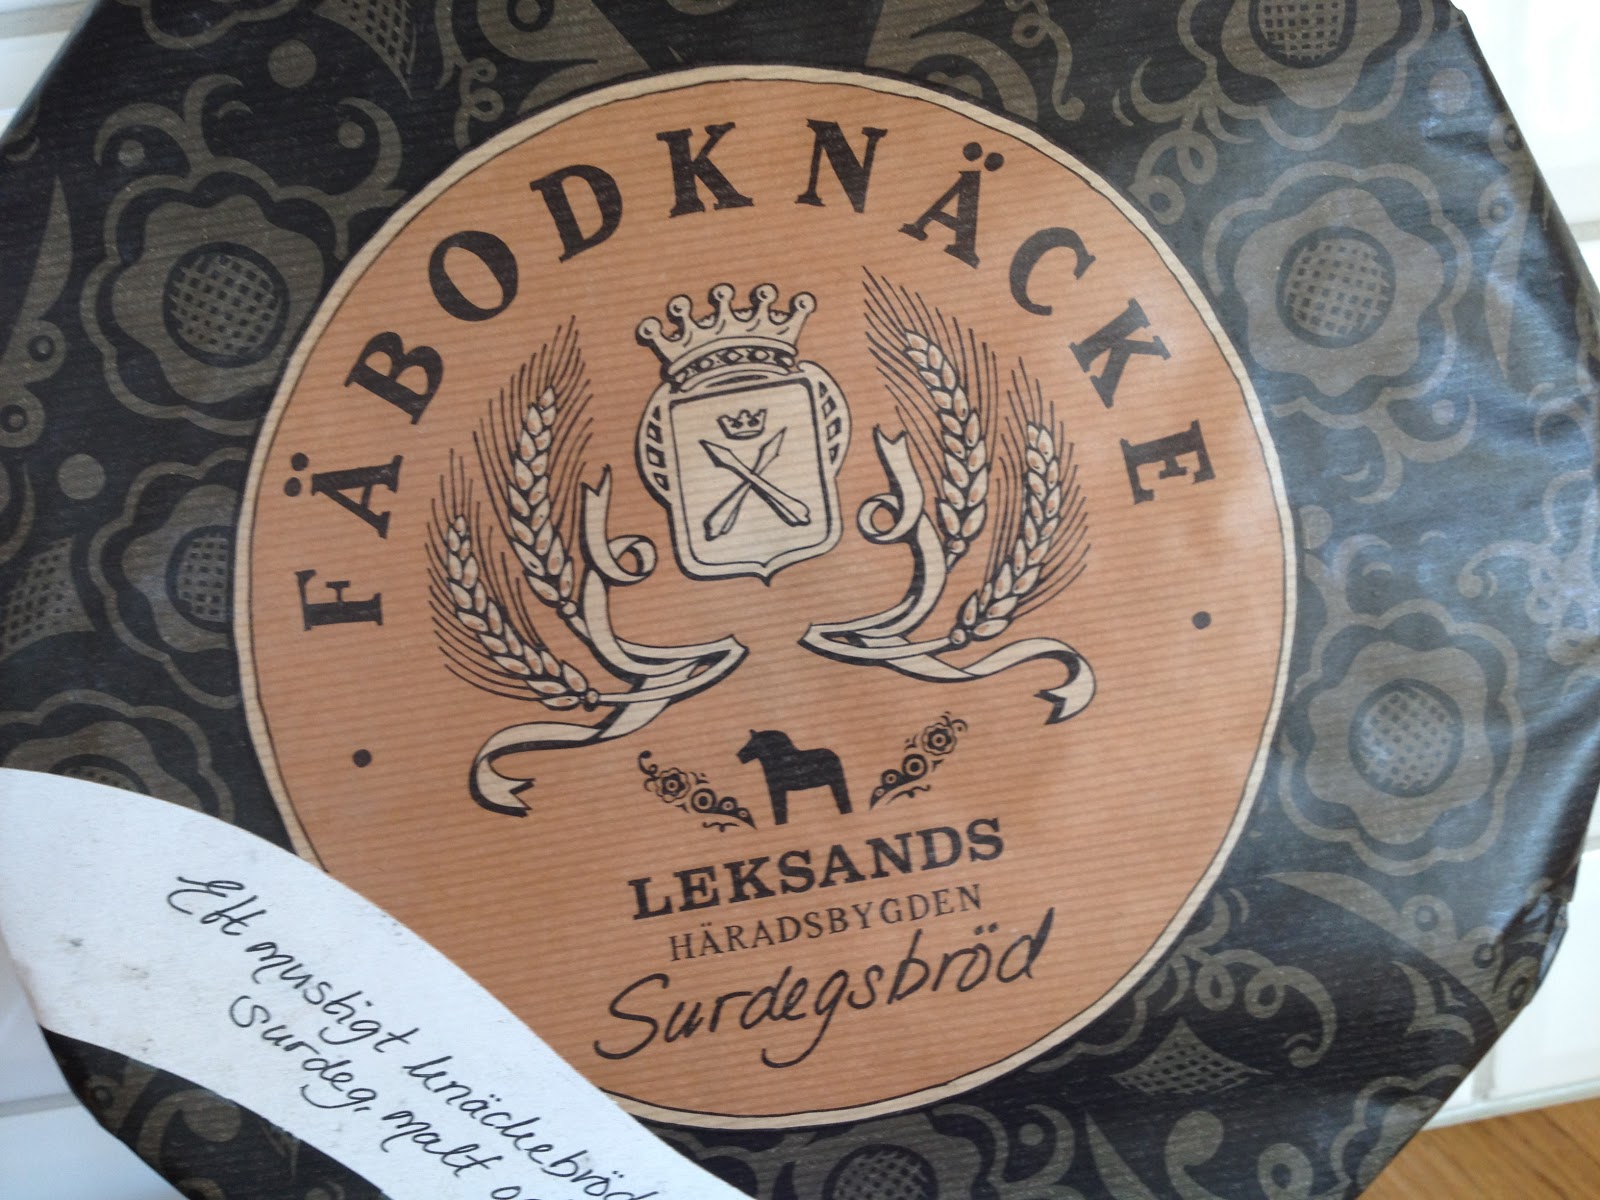 FÄBODKNÄCKE
LEKSANDS
HÄRADSBYGDEN
Surdegsbröd
Ett mustigt knäckebröd
surdeg, malt